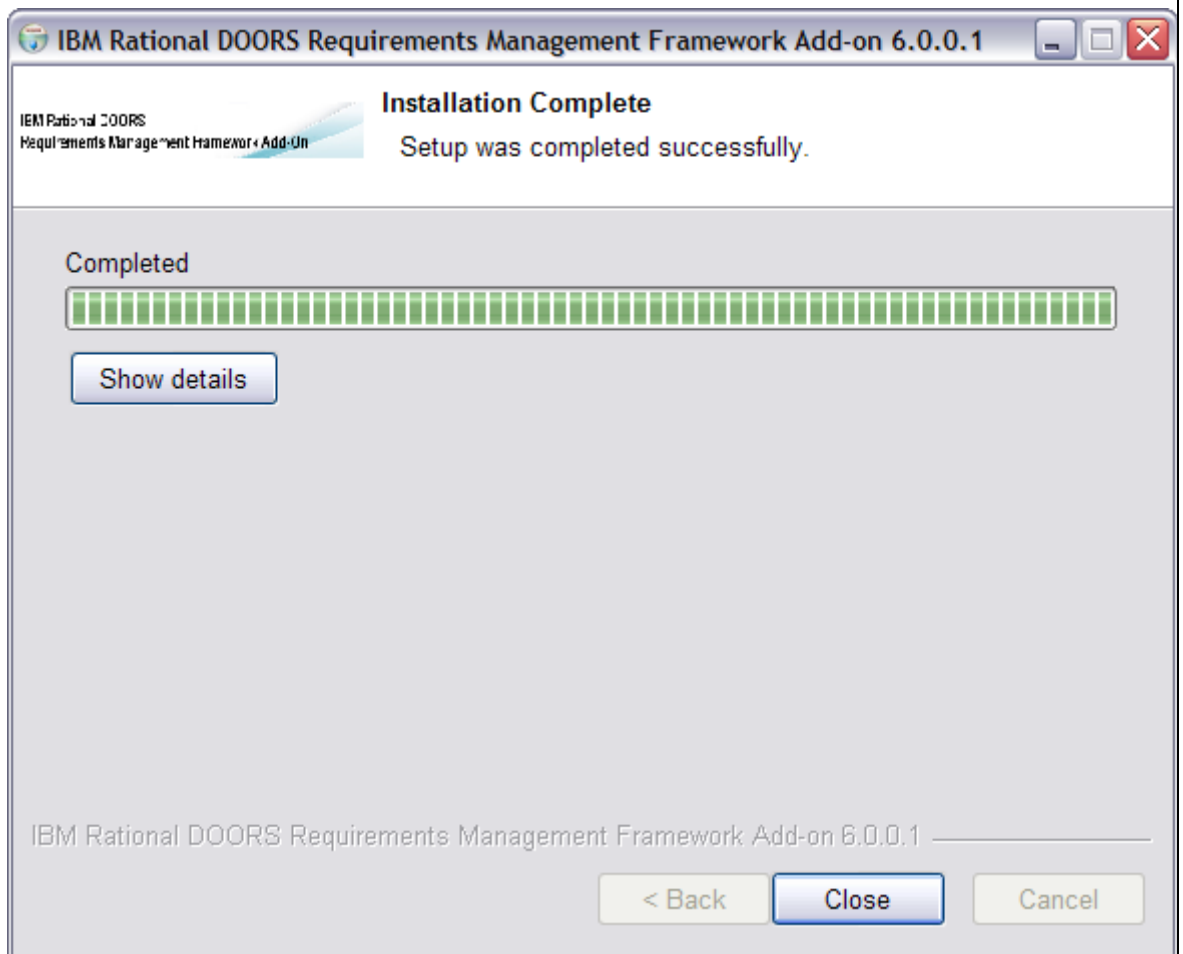 IBM Rational DOORS Requirements Management Framework Add-on 6.0.0.1
IBM Rational DOORS
Requirements Management Framework Add-On
Installation Complete
Setup was completed successfully.
Completed
Show details
IBM Rational DOORS Requirements Management Framework Add-on 6.0.0.1
< Back
Close
Cancel